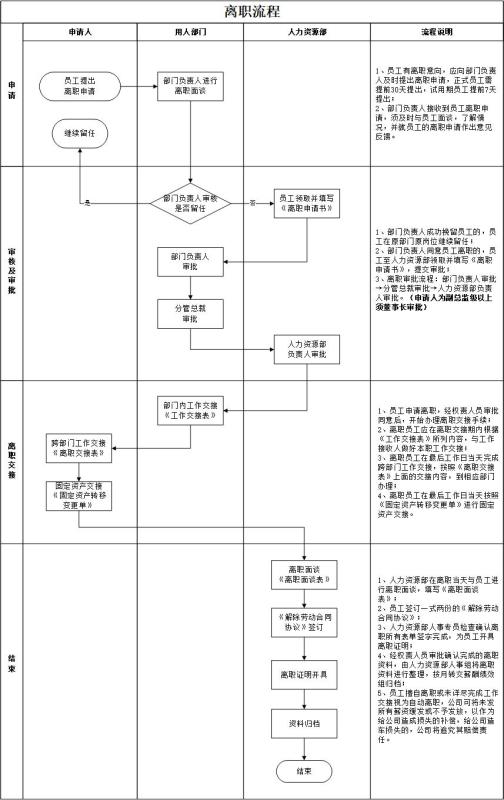 离职流程
申请人
用人部门
人力资源部
流程说明
申请
员工提出
离职申请
部门负责人进行
离职面谈
继续留任
1、员工有离职意向，应向部门负责
人及时提出离职申请，正式员工需
提前30天提出，试用期员工提前7天
提出；
2、部门负责人接收到员工离职申
请，须及时与员工面谈，了解情
况，并就员工的离职申请作出意见
反馈。
审核及审批
部门负责人审核
是否留任
是
否
员工领取并填写
《离职申请书》
部门负责人
审批
分管总裁
审批
人力资源部
负责人审批
1、部门负责人成功挽留员工的，员
工在原部门原岗位继续留任；
2、部门负责人同意员工离职的，员
工至人力资源部领取并填写《离职
申请书》，提交审批；
3、离职审批流程：部门负责人审批
→分管总裁审批→人力资源部负责
人审批。（申请人为副总监级以上
须董事长审批）
离职交接
部门内工作交接
《工作交接表》
跨部门工作交接
《离职交接表》
固定资产交接
《固定资产转移
变更单》
1、员工申请离职，经权责人员审批
同意后，开始办理离职交接手续；
2、离职员工应在离职交接期内根据
《工作交接表》所列内容，与工作
接收人做好本职工作交接；
3、离职员工在最后工作日当天完成
跨部门工作交接，按照《离职交接
表》上面的交接内容，到相应部门
办理；
4、离职员工在最后工作日当天按照
《固定资产转移变更单》进行固定
资产交接。
结束
离职面谈
《离职面谈表》
《解除劳动合同
协议》签订
离职证明开具
资料归档
结束
1、人力资源部在离职当天与员工进
行离职面谈，填写《离职面谈
表》；
2、员工签订一式两份的《解除劳动
合同协议》；
3、人力资源部人事专员检查确认离
职所有表单签字完成，为员工开具
离职证明；
4、经权责人员审批确认完成的离职
资料，由人力资源部人事组将离职
资料进行整理，按月转交薪酬绩效
组归档；
5、员工擅自离职或未详尽完成工作
交接视为自动离职，公司可将未发
所有薪资缓发或不予发放，以作为
给公司造成损失的补偿，给公司造
车损失的，公司将追究其赔偿责
任。